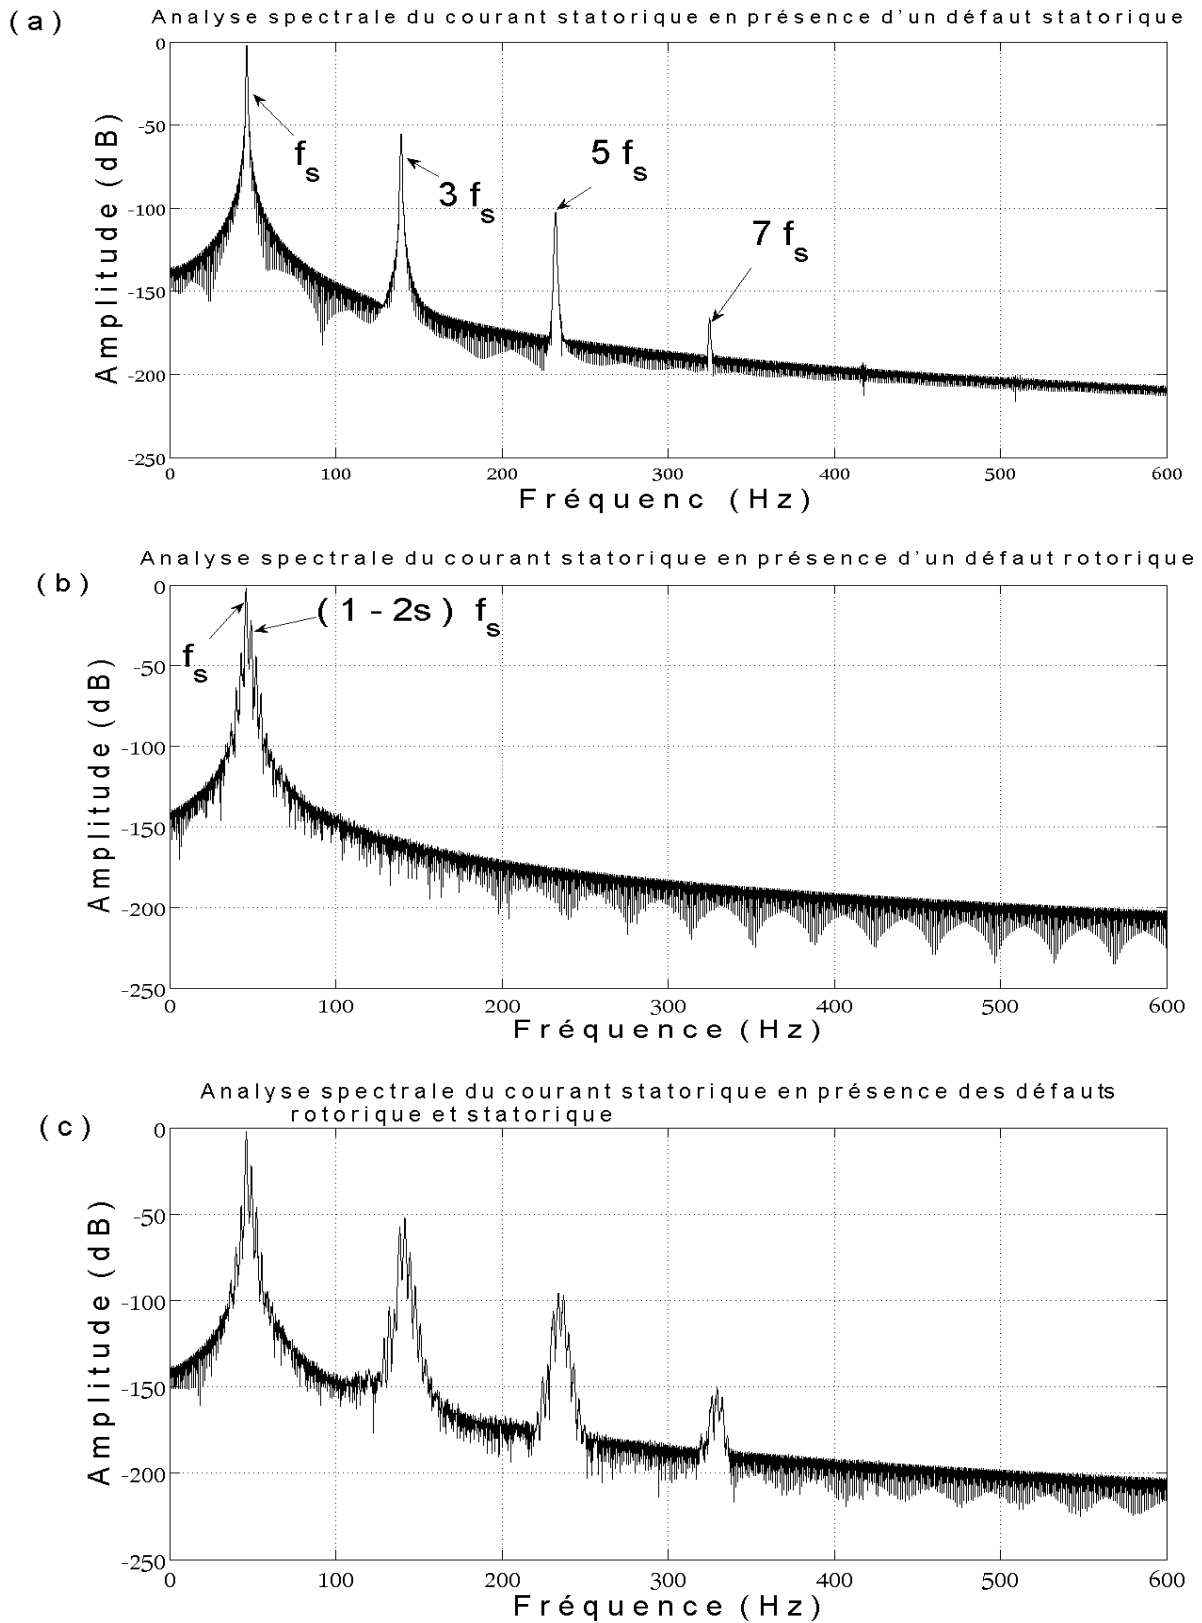 (a)
Analyse spectrale du courant statorique en présence d'un défaut statorique
0
-50
-100
-150
-200
-250
Amplitude (dB)
f_s
3 f_s
5 f_s
7 f_s
0 100 200 300 400 500 600
Fréquenc (Hz)
(b)
Analyse spectrale du courant statorique en présence d'un défaut rotorique
0
-50
-100
-150
-200
-250
Amplitude (dB)
f_s
(1 - 2s) f_s
0 100 200 300 400 500 600
Fréquence (Hz)
(c)
Analyse spectrale du courant statorique en présence des défauts
rotorique et statorique
0
-50
-100
-150
-200
-250
Amplitude (dB)
0 100 200 300 400 500 600
Fréquence (Hz)